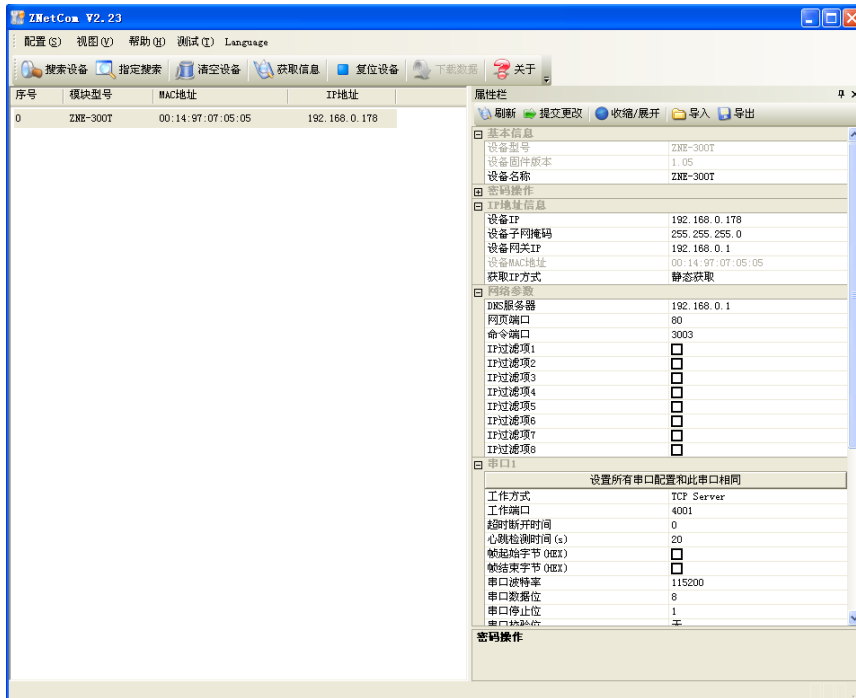 ZNetCom V2.23
配置(S) 视图(V) 帮助(H) 测试(T) Language
搜索设备 指定搜索 清空设备 获取信息 复位设备 下载数据 关于
序号 模块型号 MAC地址 IP地址
0 ZNE-300T 00:14:97:07:05:05 192.168.0.178
属性栏
刷新 提交更改 收缩/展开 导入 导出
基本信息
设备型号 ZNE-300T
设备固件版本 1.05
设备名称 ZNE-300T
密码操作
IP地址信息
设备IP 192.168.0.178
设备子网掩码 255.255.255.0
设备网关IP 192.168.0.1
设备MAC地址 00:14:97:07:05:05
获取IP方式 静态获取
网络参数
DNS服务器 192.168.0.1
网页端口 80
命令端口 3003
IP过滤项1
IP过滤项2
IP过滤项3
IP过滤项4
IP过滤项5
IP过滤项6
IP过滤项7
IP过滤项8
串口1
设置所有串口配置和此串口相同
工作方式 TCP Server
工作端口 4001
超时断开时间 0
心跳检测时间(s) 20
帧起始字节(HEX)
帧结束字节(HEX)
串口波特率 115200
串口数据位 8
串口停止位 1
串口校验位 无
密码操作